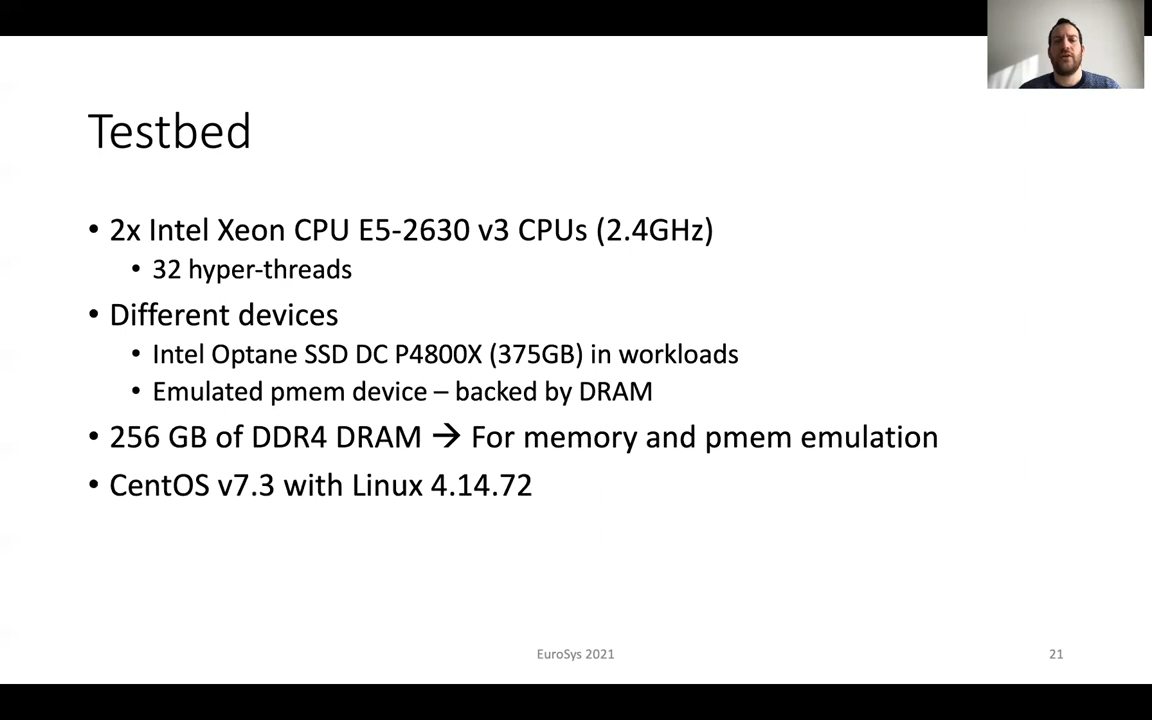 Testbed
• 2x Intel Xeon CPU E5-2630 v3 CPUs (2.4GHz)
• 32 hyper-threads
• Different devices
• Intel Optane SSD DC P4800X (375GB) in workloads
• Emulated pmem device – backed by DRAM
• 256 GB of DDR4 DRAM → For memory and pmem emulation
• CentOS v7.3 with Linux 4.14.72
EuroSys 2021
21